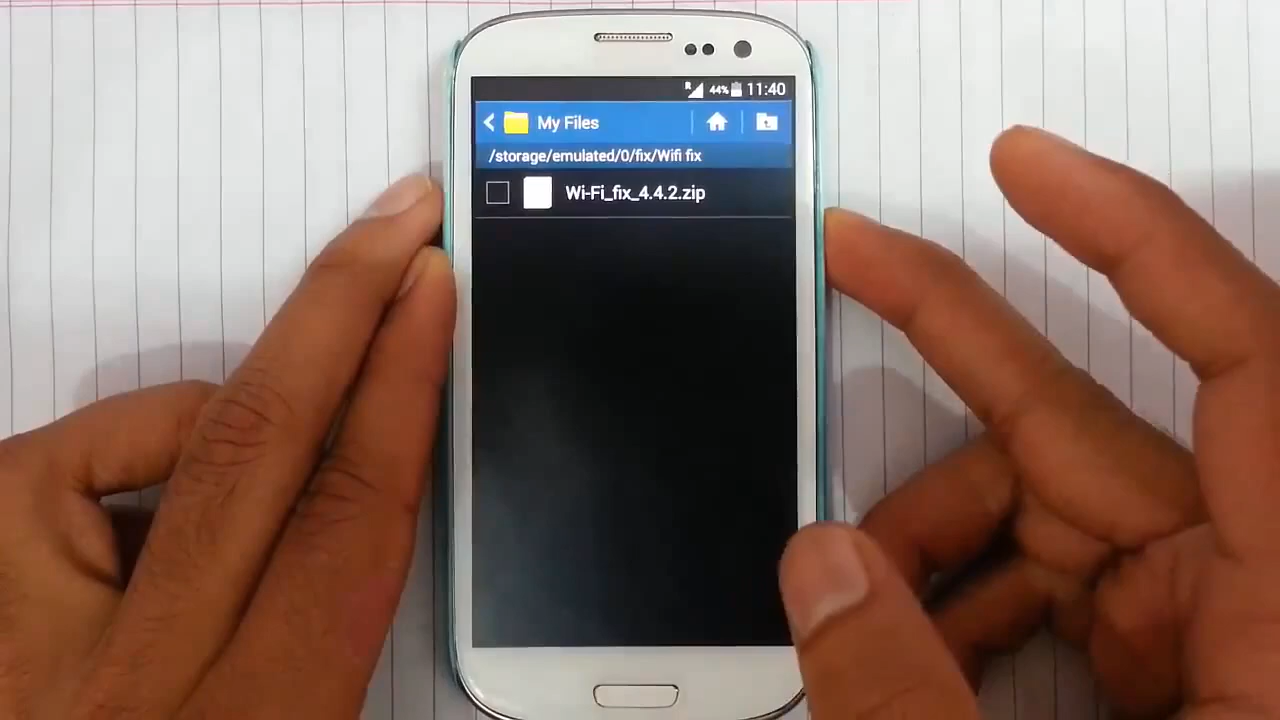 R 44% 11:40
My Files
/storage/emulated/0/fix/Wifi fix
Wi-Fi_fix_4.4.2.zip